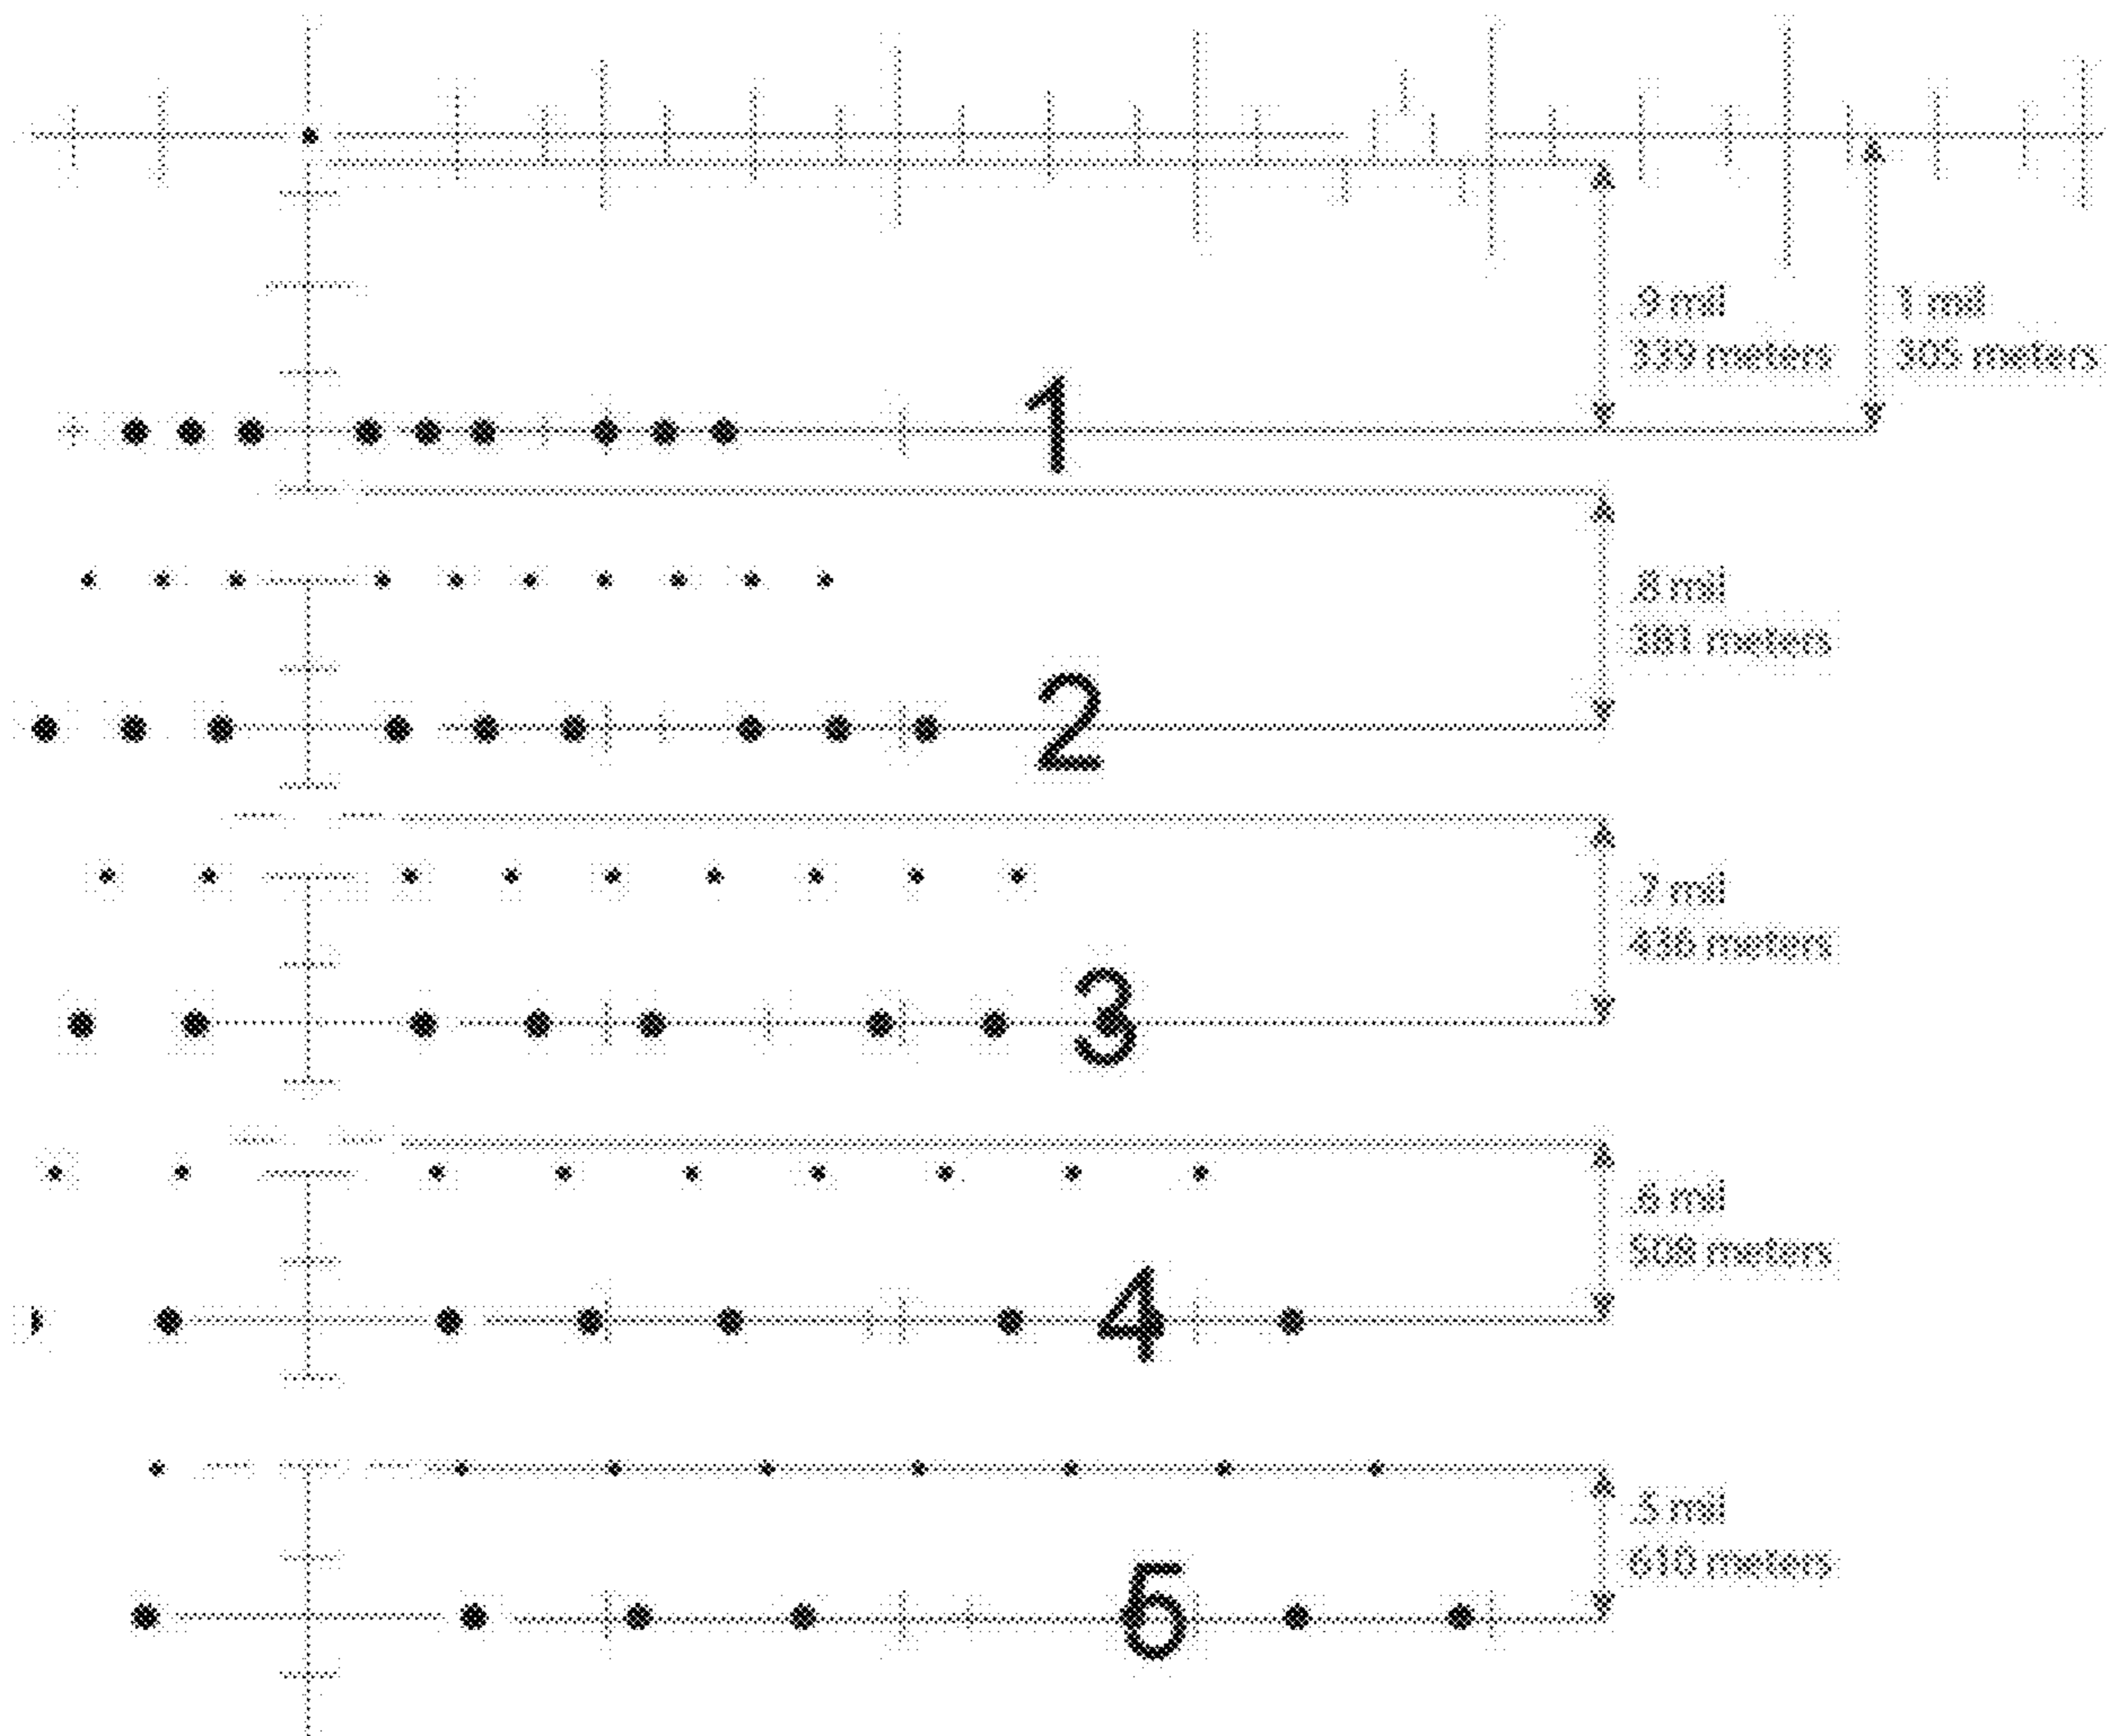 .9 mil
339 meters
1 mil
305 meters
1
.8 mil
381 meters
2
.7 mil
436 meters
3
.6 mil
508 meters
4
.5 mil
610 meters
5